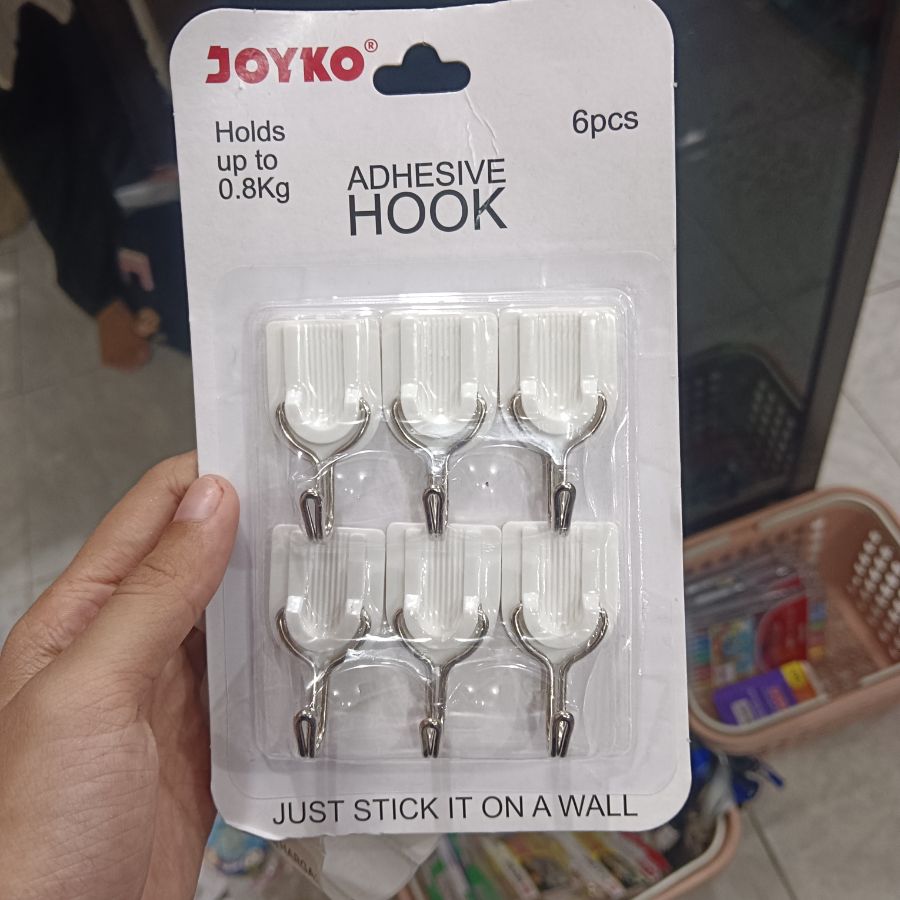 JOYKO®
6pcs
Holds
up to
0.8Kg
ADHESIVE
HOOK
JUST STICK IT ON A WALL